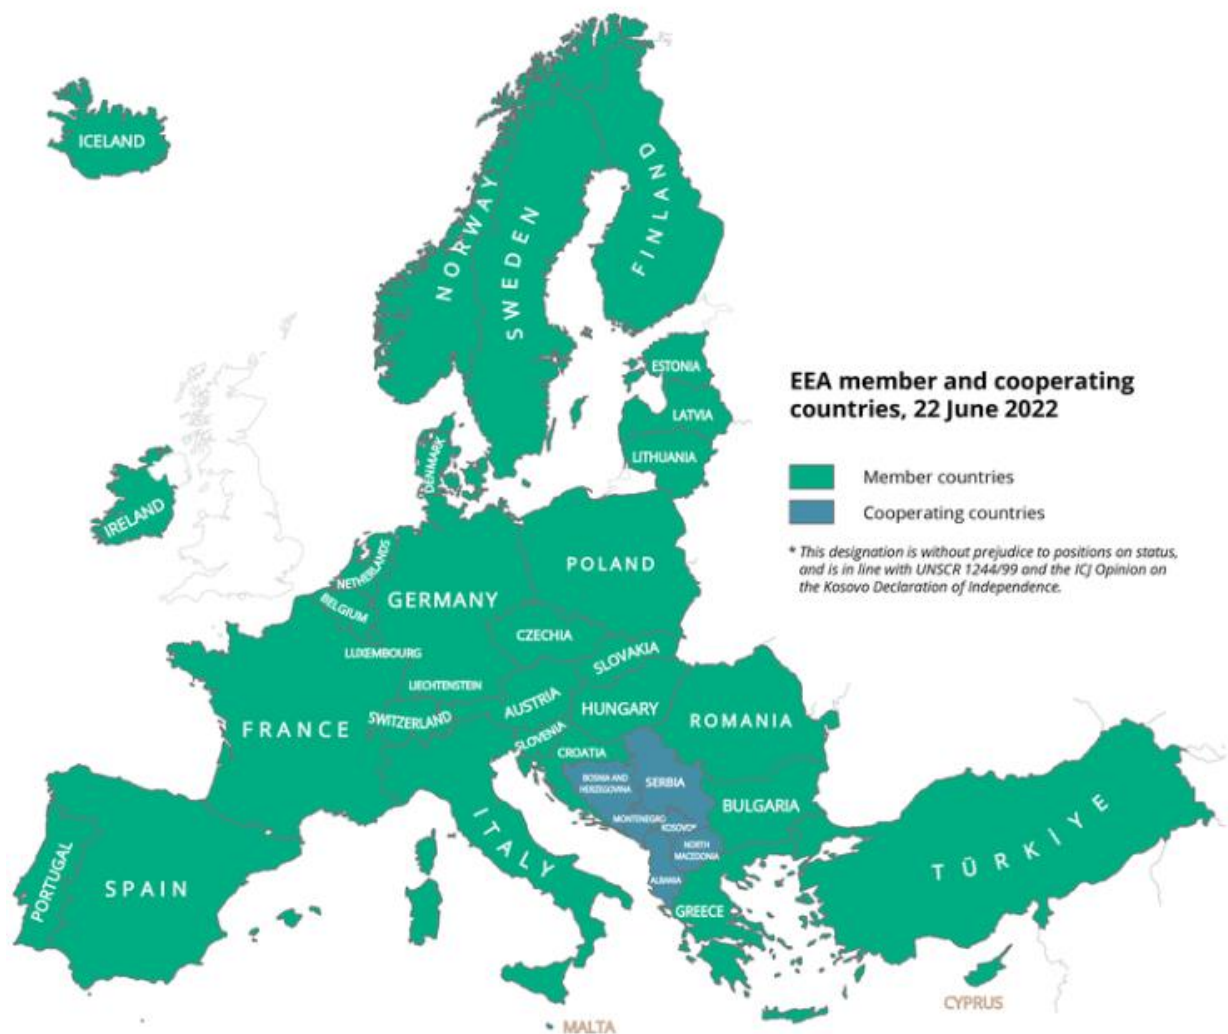 ICELAND
NORWAY
SWEDEN
FINLAND
ESTONIA
LATVIA
LITHUANIA
DENMARK
IRELAND
NETHERLANDS
BELGIUM
GERMANY
POLAND
LUXEMBOURG
CZECHIA
SLOVAKIA
LIECHTENSTEIN
AUSTRIA
HUNGARY
FRANCE
SWITZERLAND
SLOVENIA
ROMANIA
CROATIA
BOSNIA AND
HERZEGOVINA
SERBIA
BULGARIA
MONTENEGRO
KOSOVO*
NORTH
MACEDONIA
ALBANIA
ITALY
PORTUGAL
SPAIN
GREECE
TÜRKİYE
CYPRUS
MALTA
EEA member and cooperating
countries, 22 June 2022
Member countries
Cooperating countries
* This designation is without prejudice to positions on status,
and is in line with UNSCR 1244/99 and the ICJ Opinion on
the Kosovo Declaration of Independence.